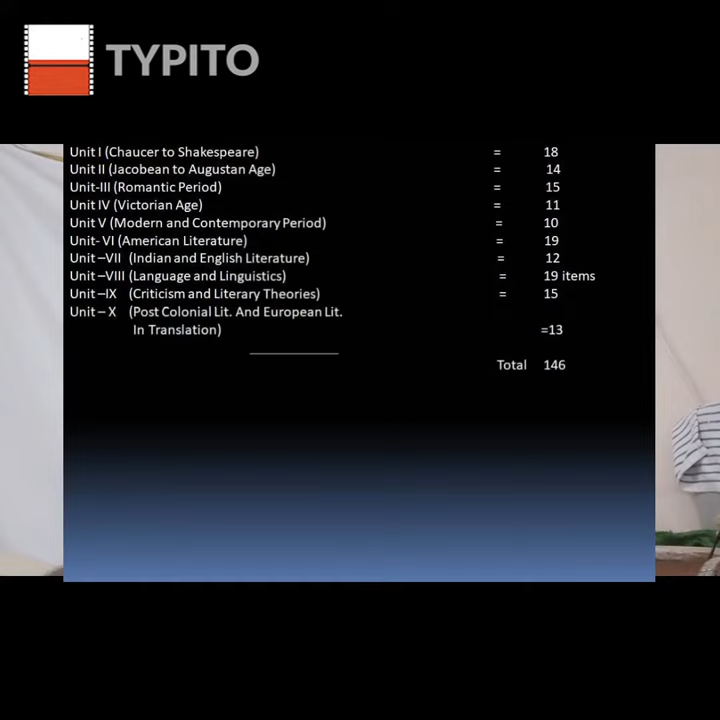 TYPITO
Unit I (Chaucer to Shakespeare) = 18
Unit II (Jacobean to Augustan Age) = 14
Unit-III (Romantic Period) = 15
Unit IV (Victorian Age) = 11
Unit V (Modern and Contemporary Period) = 10
Unit- VI (American Literature) = 19
Unit –VII (Indian and English Literature) = 12
Unit –VIII (Language and Linguistics) = 19 items
Unit –IX (Criticism and Literary Theories) = 15
Unit – X (Post Colonial Lit. And European Lit.
In Translation) =13
Total 146